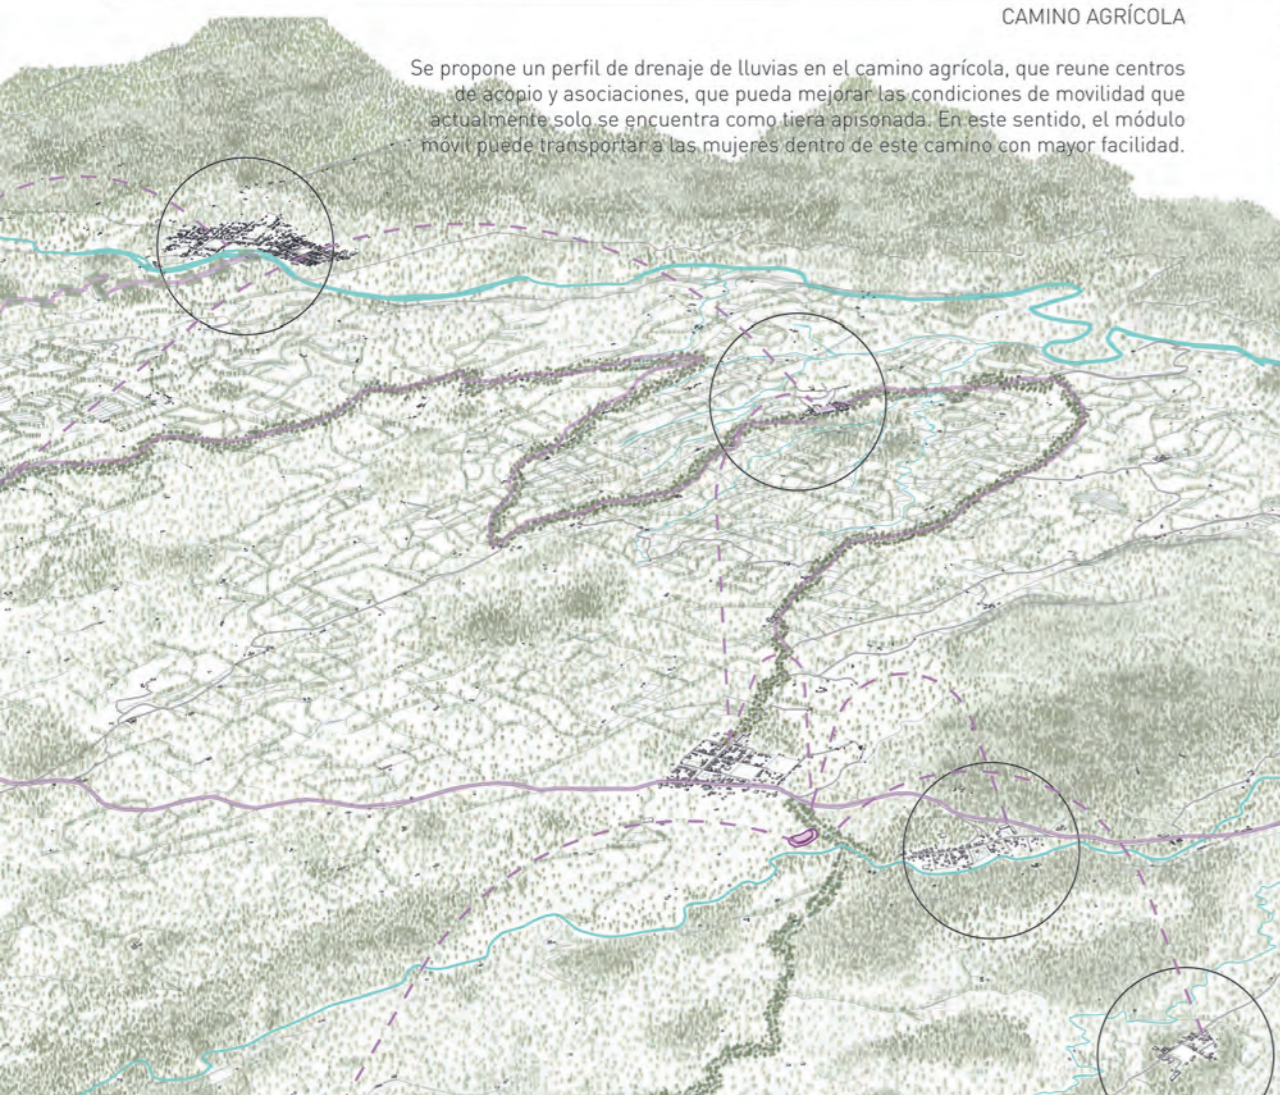 CAMINO AGRÍCOLA
Se propone un perfil de drenaje de lluvias en el camino agrícola, que reune centros
de acopio y asociaciones, que pueda mejorar las condiciones de movilidad que
actualmente solo se encuentra como tiera apisonada. En este sentido, el módulo
móvil puede transportar a las mujeres dentro de este camino con mayor facilidad.